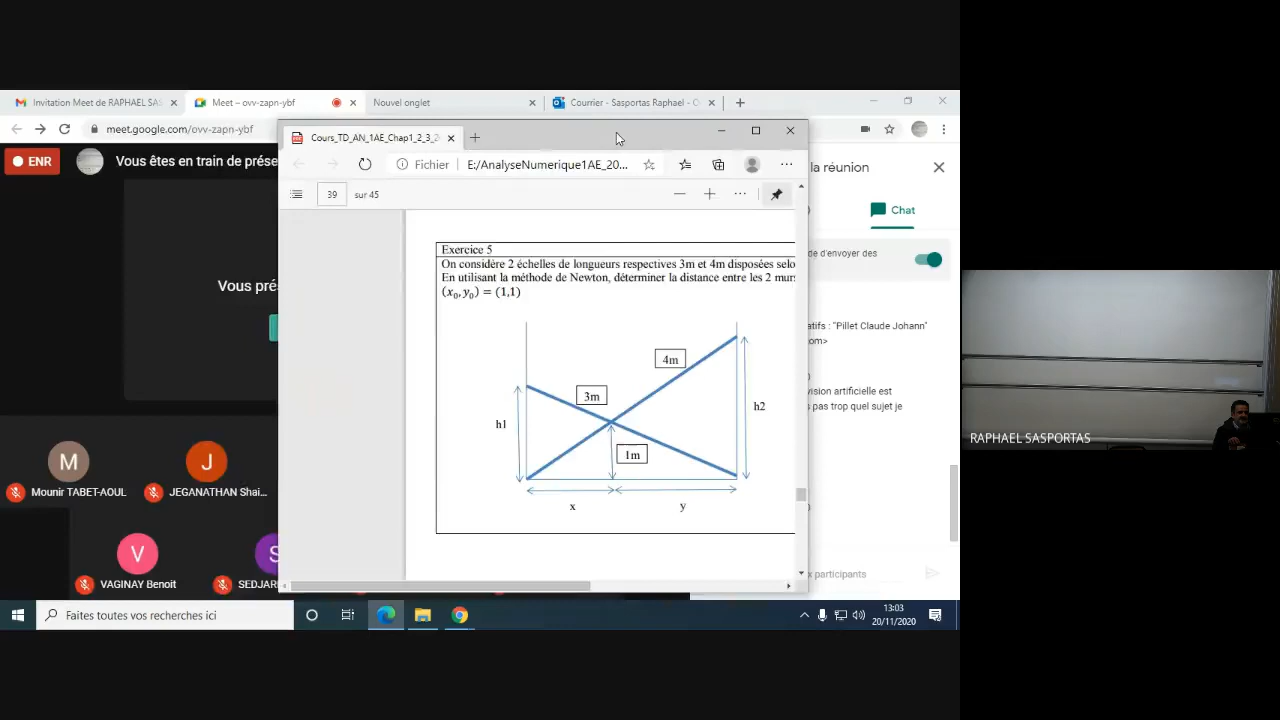 Invitation Meet de RAPHAEL SAS
Meet – ovv-zapn-ybf
Nouvel onglet
Courrier - Sasportas Raphael - O
meet.google.com/ovv-zapn-ybf
ENR
Vous êtes en train de prése
Cours_TD_AN_1AE_Chap1_2_3_2
Fichier
E:/AnalyseNumerique1AE_20...
39
sur 45
la réunion
Chat
d'envoyer des
Vous prés
Exercice 5
On considère 2 échelles de longueurs respectives 3m et 4m disposées selo
En utilisant la méthode de Newton, déterminer la distance entre les 2 murs
(x₀, y₀) = (1,1)
4m
3m
h1
h2
1m
x
y
atifs : "Pillet Claude Johann"
om>
vision artificielle est
s pas trop quel sujet je
x participants
M
Mounir TABET-AOUL
J
JEGANATHAN Shai...
V
VAGINAY Benoit
S
SEDJAR
RAPHAEL SASPORTAS
Faites toutes vos recherches ici
13:03
20/11/2020